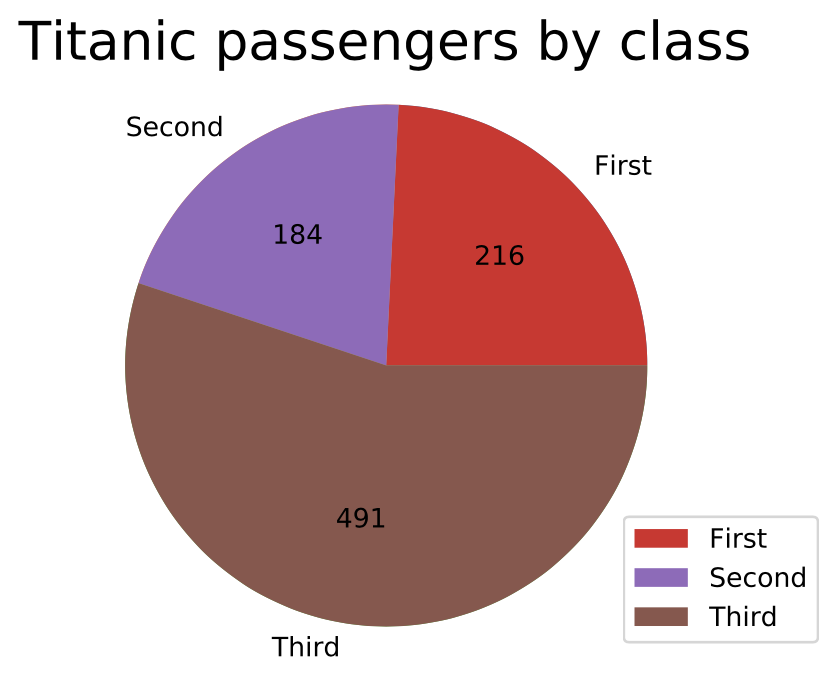 Titanic passengers by class
Second
First
184
216
491
Third
First
Second
Third